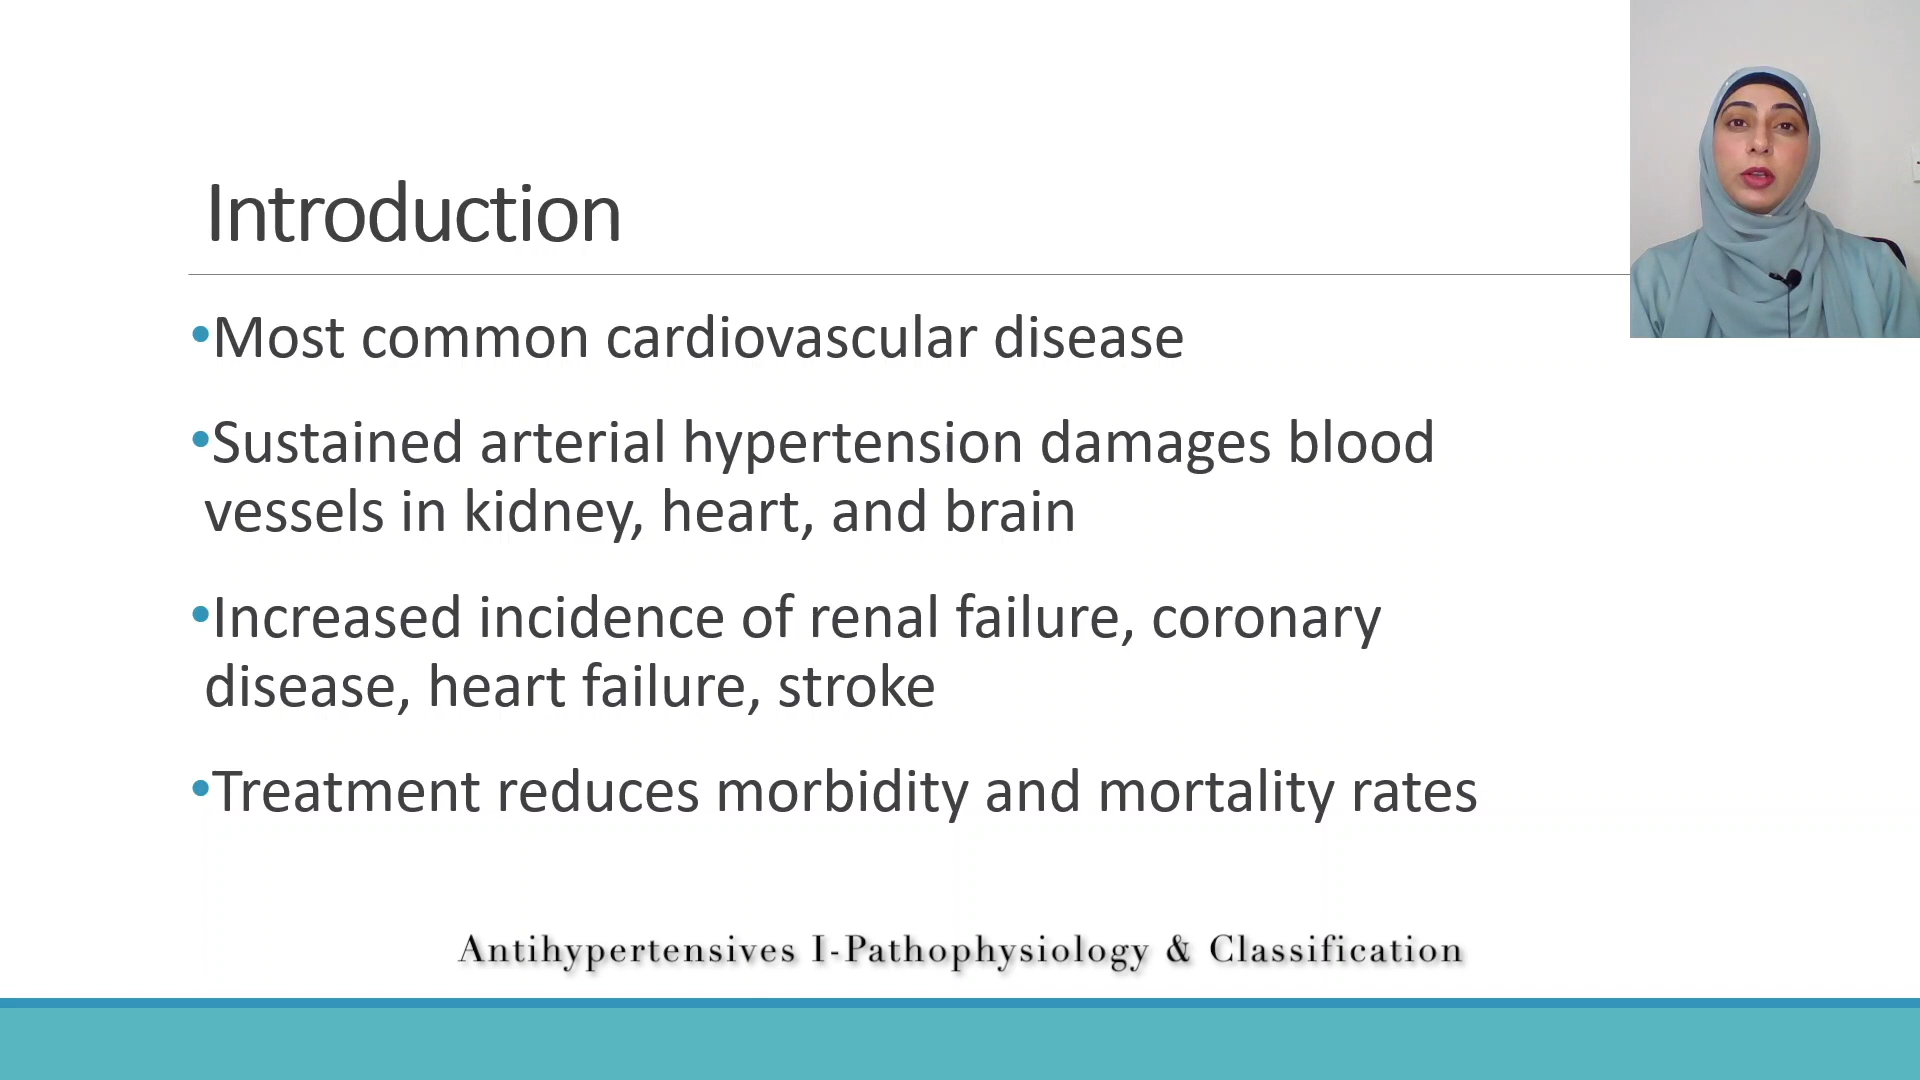 Introduction
•Most common cardiovascular disease
•Sustained arterial hypertension damages blood
vessels in kidney, heart, and brain
•Increased incidence of renal failure, coronary
disease, heart failure, stroke
•Treatment reduces morbidity and mortality rates
Antihypertensives I-Pathophysiology & Classification